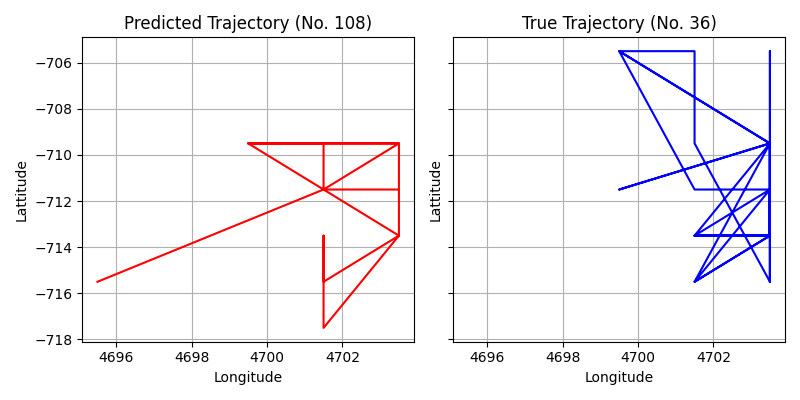 Predicted Trajectory (No. 108)
−706
−708
−710
−712
−714
−716
−718
Lattitude
4696 4698 4700 4702
Longitude
True Trajectory (No. 36)
Lattitude
4696 4698 4700 4702
Longitude